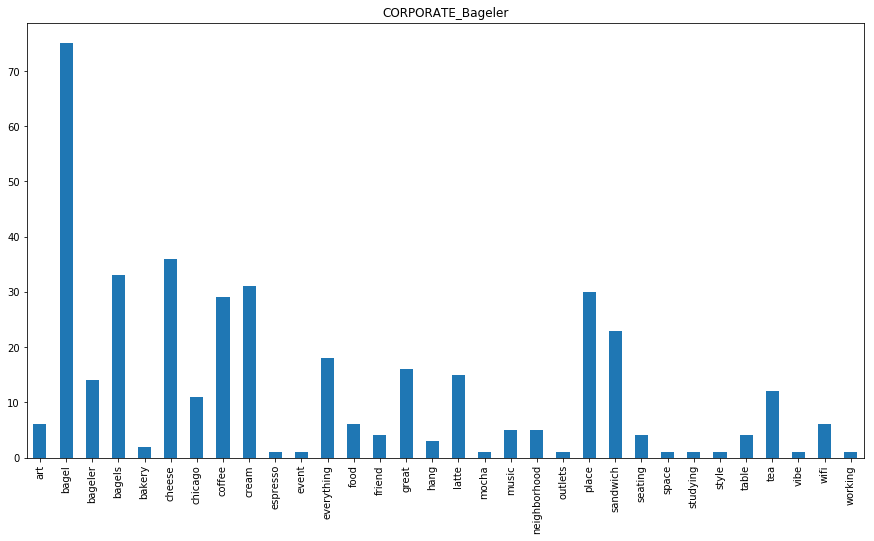 CORPORATE_Bageler
70
60
50
40
30
20
10
0
art
bagel
bageler
bagels
bakery
cheese
chicago
coffee
cream
espresso
event
everything
food
friend
great
hang
latte
mocha
music
neighborhood
outlets
place
sandwich
seating
space
studying
style
table
tea
vibe
wifi
working